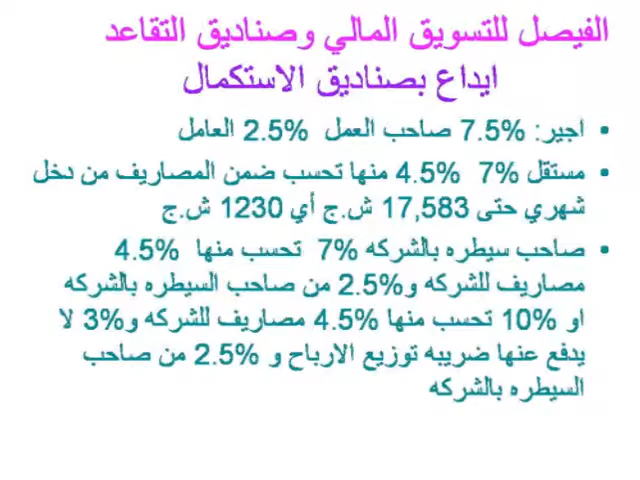 الفيصل للتسويق المالي وصناديق التقاعد
ايداع بصناديق الاستكمال
• اجير: 7.5% صاحب العمل 2.5% العامل
• مستقل 7% 4.5% منها تحسب ضمن المصاريف من دخل
شهري حتى 17,583 ش.ج أي 1230 ش.ج
• صاحب سيطره بالشركه 7% تحسب منها 4.5%
مصاريف للشركه و2.5% من صاحب السيطره بالشركه
او 10% تحسب منها 4.5% مصاريف للشركه و3% لا
يدفع عنها ضريبه توزيع الارباح و 2.5% من صاحب
السيطره بالشركه